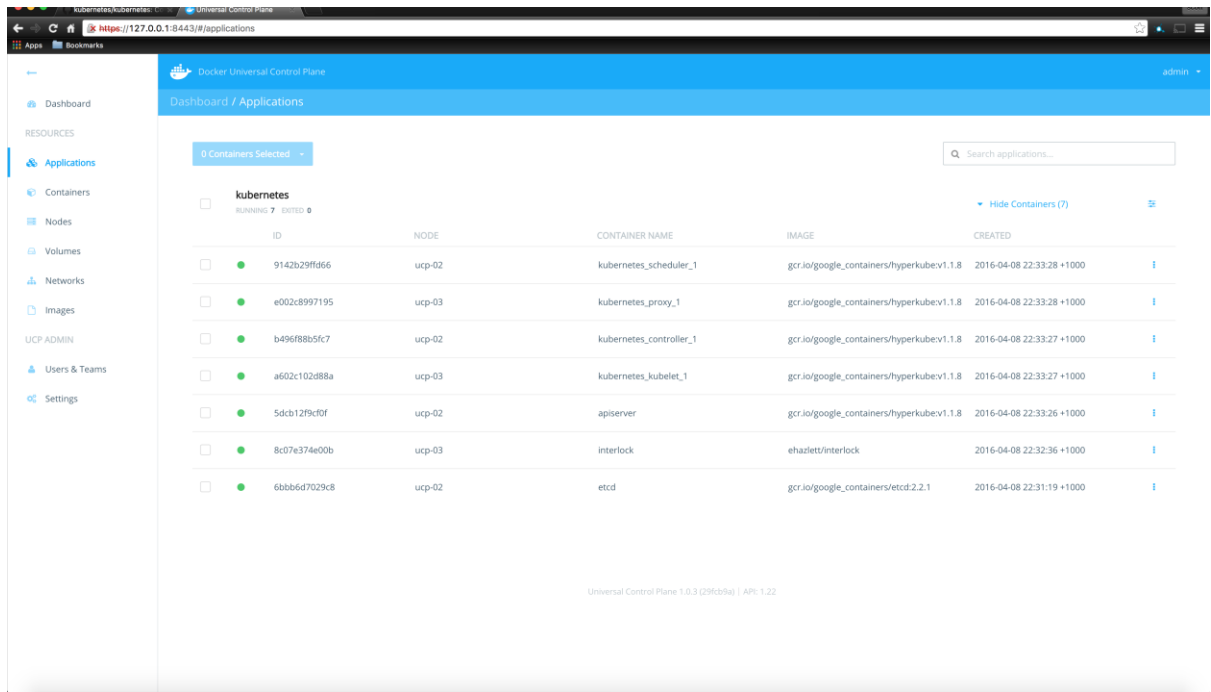 kubernetes/kubernetes: Universal Control Plane
https://127.0.0.1:8443/#/applications
Apps Bookmarks
Docker Universal Control Plane admin
Dashboard Dashboard / Applications
RESOURCES
Applications 0 Containers Selected Search applications...
Containers kubernetes Hide Containers (7)
RUNNING 7 EXITED 0
Nodes
ID NODE CONTAINER NAME IMAGE CREATED
Volumes
9142b29ffd66 ucp-02 kubernetes_scheduler_1 gcr.io/google_containers/hyperkube:v1.1.8 2016-04-08 22:33:28 +1000
Networks
e002c8997195 ucp-03 kubernetes_proxy_1 gcr.io/google_containers/hyperkube:v1.1.8 2016-04-08 22:33:28 +1000
Images
UCP ADMIN
b496f88b5fc7 ucp-02 kubernetes_controller_1 gcr.io/google_containers/hyperkube:v1.1.8 2016-04-08 22:33:27 +1000
Users & Teams
a602c102d88a ucp-03 kubernetes_kubelet_1 gcr.io/google_containers/hyperkube:v1.1.8 2016-04-08 22:33:27 +1000
Settings
5dcb12f9cf0f ucp-02 apiserver gcr.io/google_containers/hyperkube:v1.1.8 2016-04-08 22:33:26 +1000
8c07e374e00b ucp-03 interlock ehazlett/interlock 2016-04-08 22:32:36 +1000
6bbb6d7029c8 ucp-02 etcd gcr.io/google_containers/etcd:2.2.1 2016-04-08 22:31:19 +1000
Universal Control Plane 1.0.3 (29fcb9a) | API: 1.22